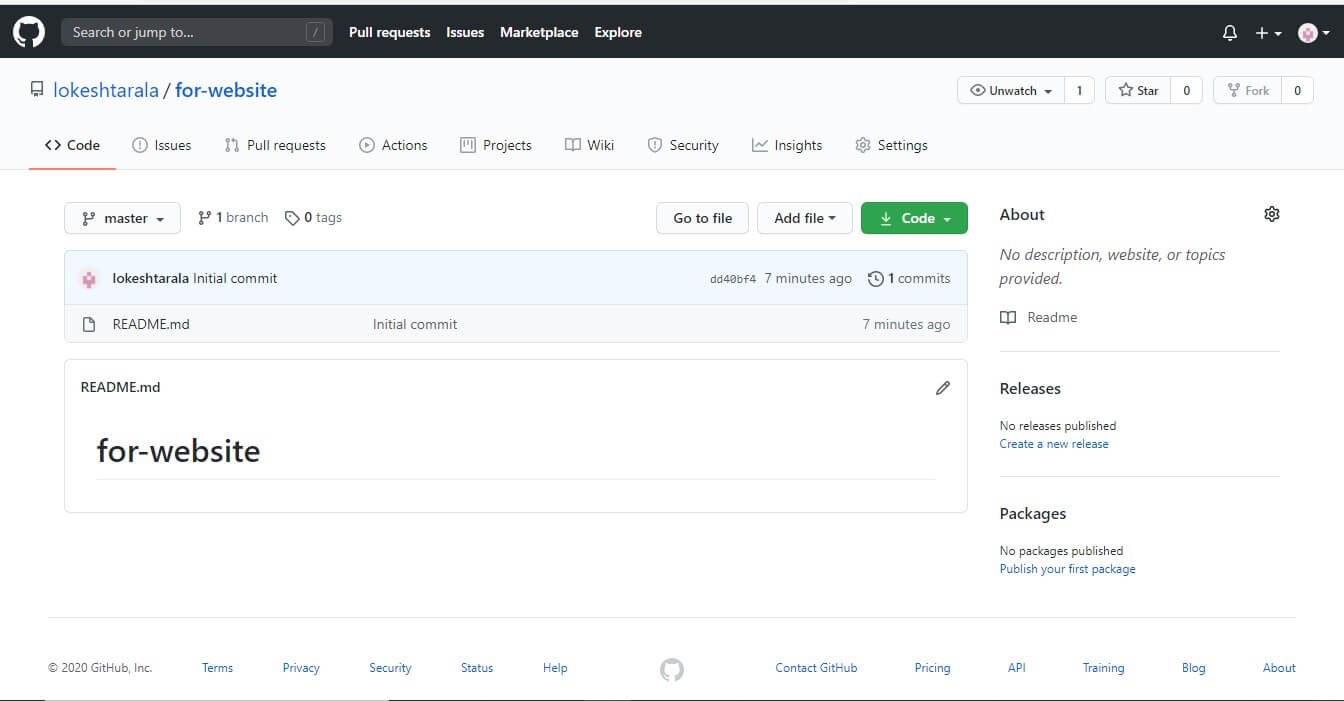 Search or jump to... / Pull requests Issues Marketplace Explore
lokeshtarala / for-website Unwatch 1 Star 0 Fork 0
Code Issues Pull requests Actions Projects Wiki Security Insights Settings
master 1 branch 0 tags Go to file Add file Code
lokeshtarala Initial commit dd40bf4 7 minutes ago 1 commits
README.md Initial commit 7 minutes ago
README.md
for-website
About
No description, website, or topics
provided.
Readme
Releases
No releases published
Create a new release
Packages
No packages published
Publish your first package
© 2020 GitHub, Inc. Terms Privacy Security Status Help Contact GitHub Pricing API Training Blog About